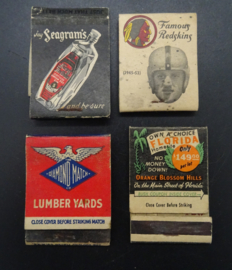 Say Seagram's
and be sure
Famous
Redskins
DIAMOND MATCH
LUMBER YARDS
CLOSE COVER BEFORE STRIKING MATCH
OWN A CHOICE
FLORIDA
Homesite
NO
MONEY
DOWN!
ORANGE BLOSSOM HILLS
On the Main Street of Florida
Close Cover Before Striking